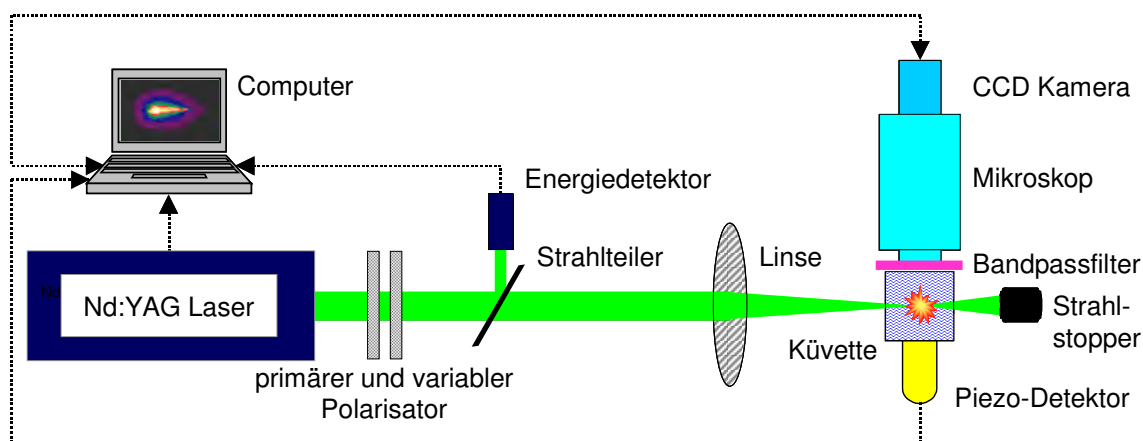 Computer
CCD Kamera
Energiedetektor
Mikroskop
Strahlteiler
Linse
Bandpassfilter
Nd:YAG Laser
Strahl-
stopper
Küvette
primärer und variabler
Polarisator
Piezo-Detektor